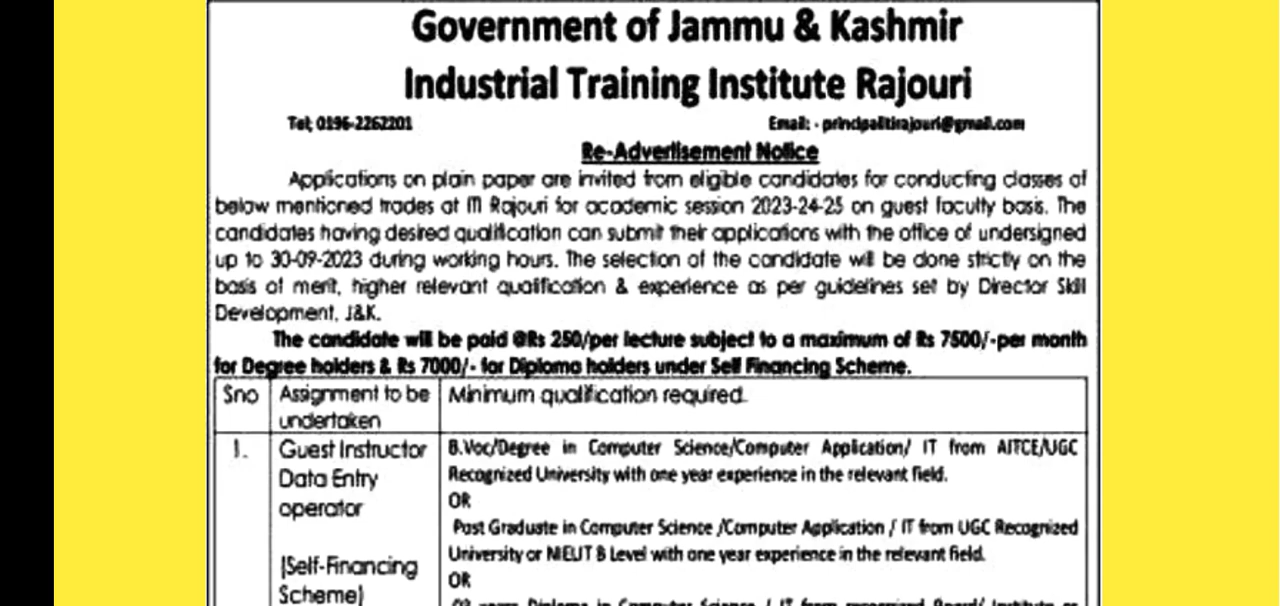 Government of Jammu & Kashmir
Industrial Training Institute Rajouri
Tel; 0196-2262201 Email: - principalitirajouri@gmail.com
Re-Advertisement Notice
Applications on plain paper are invited from eligible candidates for conducting classes of
below mentioned trades at ITI Rajouri for academic session 2023-24-25 on guest faculty basis. The
candidates having desired qualification can submit their applications with the office of undersigned
up to 30-09-2023 during working hours. The selection of the candidate will be done strictly on the
basis of merit, higher relevant qualification & experience as per guidelines set by Director Skill
Development, J&K.
The candidate will be paid @Rs 250/per lecture subject to a maximum of Rs 7500/-per month
for Degree holders & Rs 7000/- for Diploma holders under Self Financing Scheme.
Sno Assignment to be undertaken Minimum qualification required.
1. Guest Instructor
Data Entry
operator
(Self-Financing
Scheme)
B.Voc/Degree in Computer Science/Computer Application/ IT from AITCE/UGC
Recognized University with one year experience in the relevant field.
OR
Post Graduate in Computer Science /Computer Application / IT from UGC Recognized
University or NIELIT B Level with one year experience in the relevant field.
OR